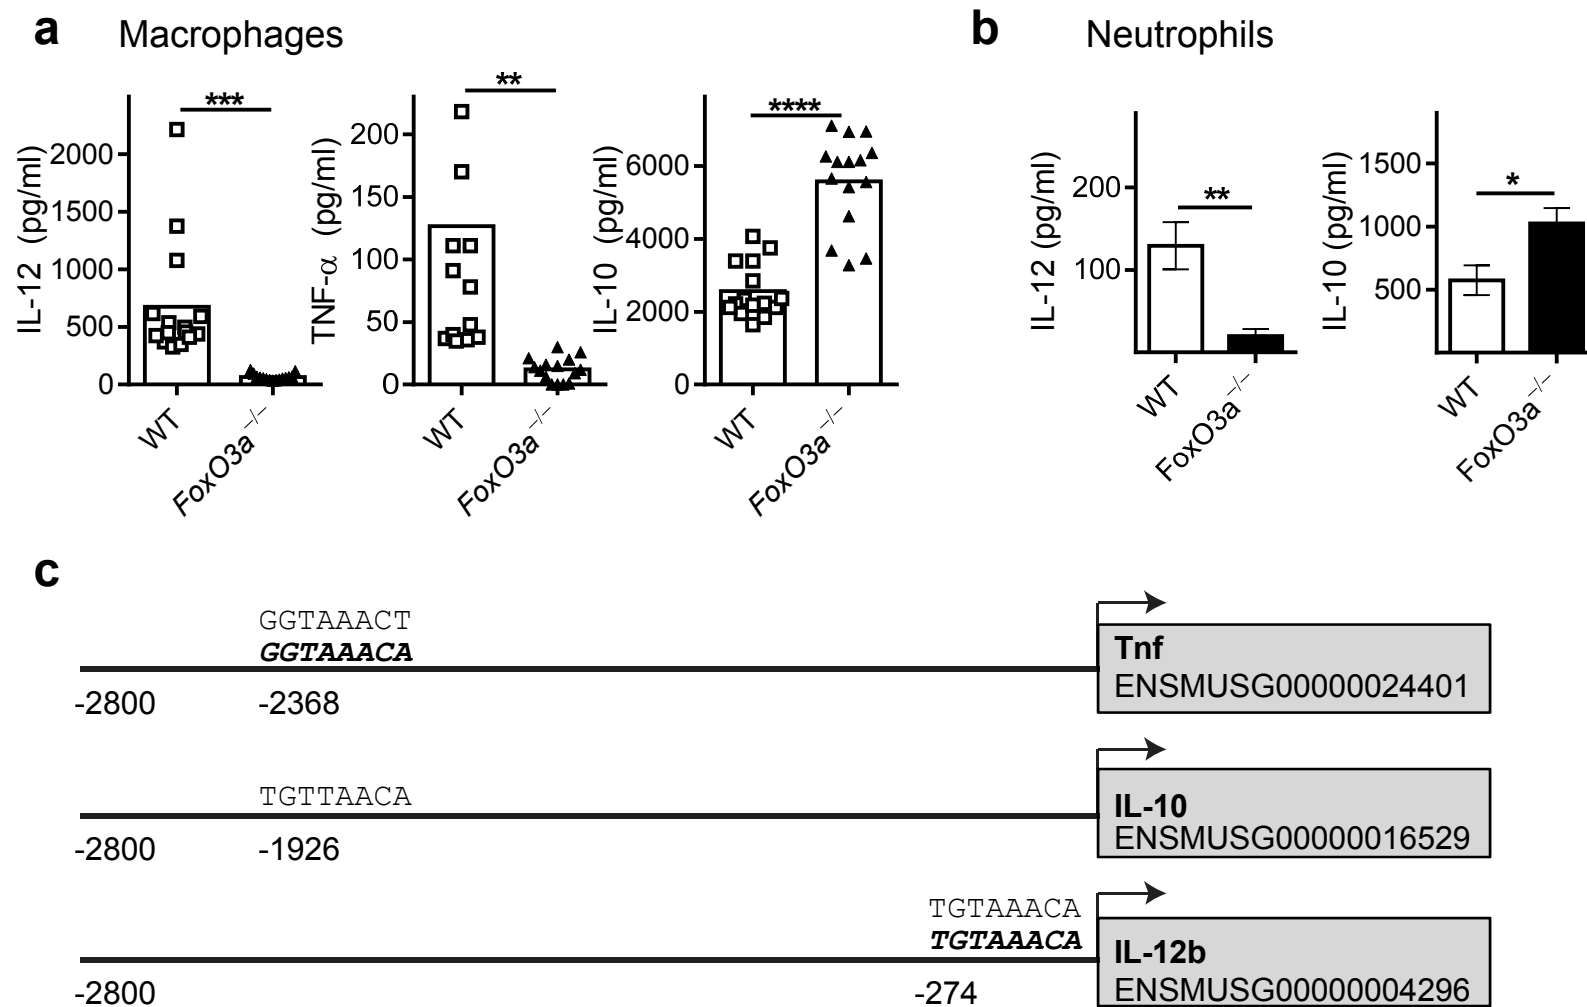 a Macrophages
***
IL-12 (pg/ml)
2000
1500
1000
500
0
WT
FoxO3a −/−
**
TNF-α (pg/ml)
200
150
100
50
0
WT
FoxO3a −/−
****
IL-10 (pg/ml)
6000
4000
2000
0
WT
FoxO3a −/−
b Neutrophils
**
IL-12 (pg/ml)
200
100
WT
FoxO3a −/−
*
IL-10 (pg/ml)
1500
1000
500
WT
FoxO3a −/−
c
GGTAAACT
GGTAAACA
-2800 -2368
Tnf
ENSMUSG00000024401
TGTTAACA
-2800 -1926
IL-10
ENSMUSG00000016529
TGTAAACA
TGTAAACA
-2800 -274
IL-12b
ENSMUSG00000004296